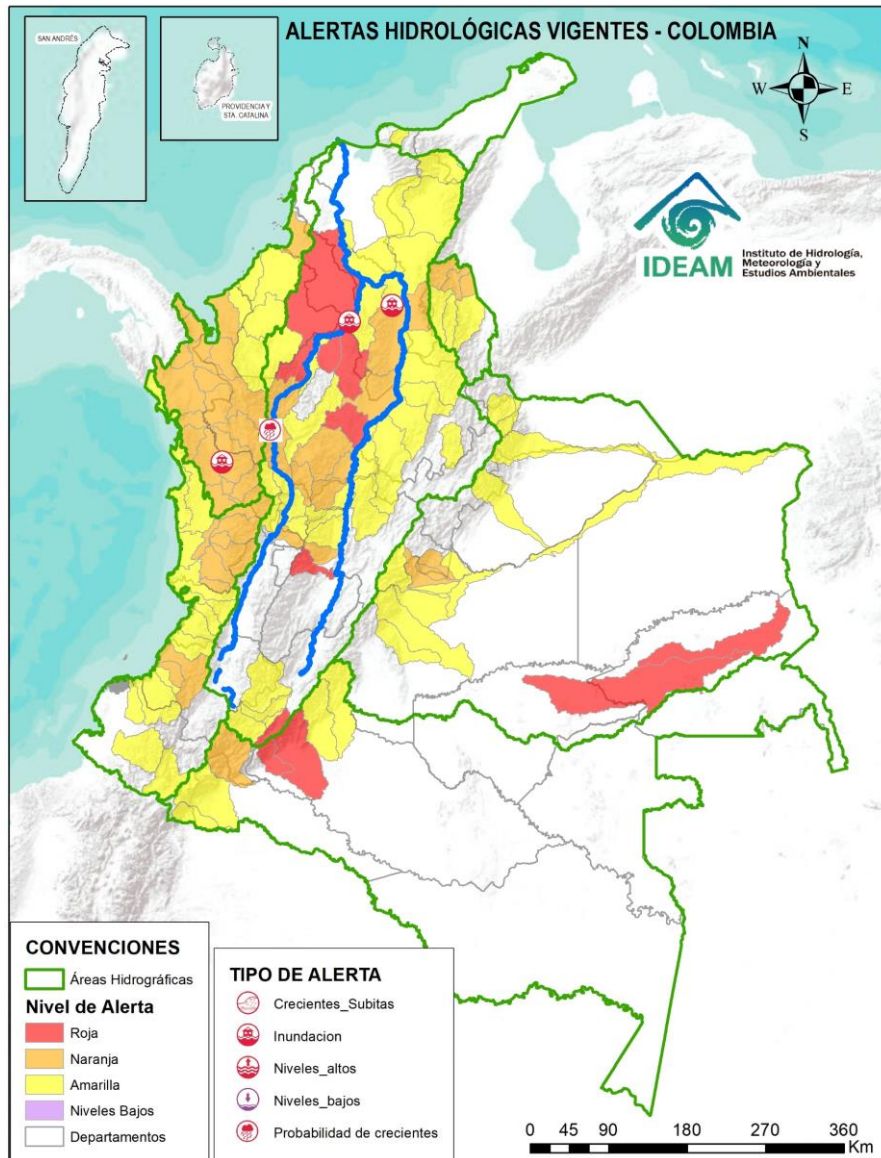 ALERTAS HIDROLÓGICAS VIGENTES - COLOMBIA
SAN ANDRÉS
PROVIDENCIA Y
STA. CATALINA
N
W
E
S
IDEAM
Instituto de Hidrología,
Meteorología y
Estudios Ambientales
CONVENCIONES
Áreas Hidrográficas
Nivel de Alerta
Roja
Naranja
Amarilla
Niveles Bajos
Departamentos
TIPO DE ALERTA
Crecientes_Subitas
Inundacion
Niveles_altos
Niveles_bajos
Probabilidad de crecientes
0 45 90 180 270 360
Km